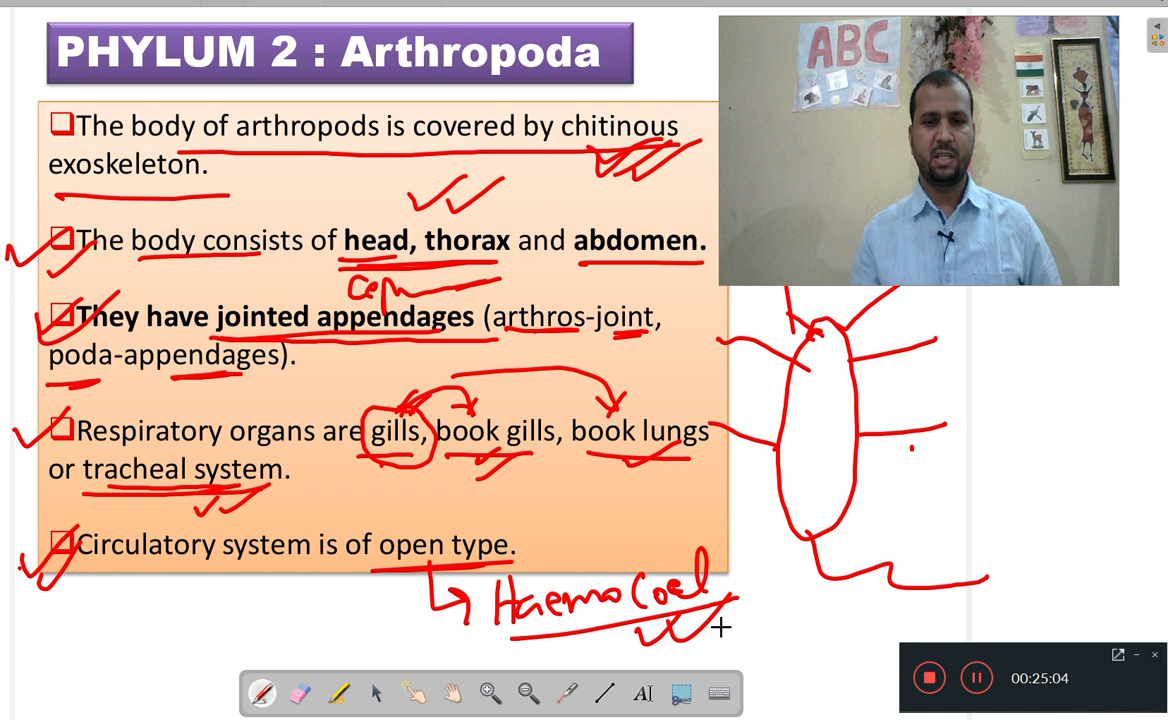 PHYLUM 2 : Arthropoda
ABC
❑The body of arthropods is covered by chitinous
exoskeleton.
❑The body consists of head, thorax and abdomen.
❑They have jointed appendages (arthros-joint,
poda-appendages).
❑Respiratory organs are gills, book gills, book lungs
or tracheal system.
❑Circulatory system is of open type.
HaemoCoel
00:25:04